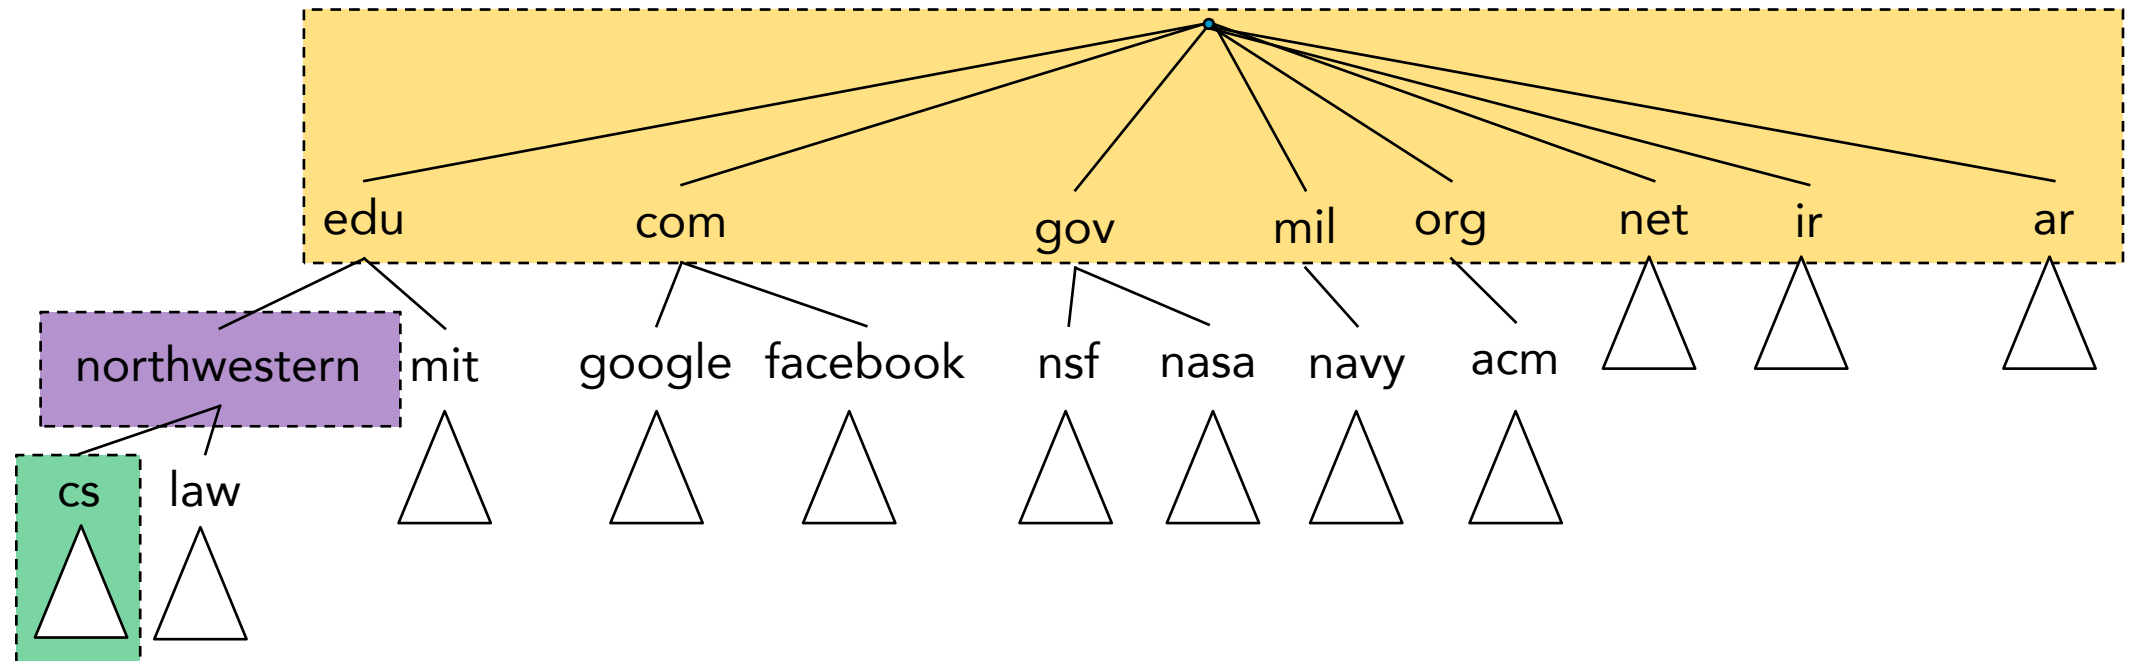 edu com gov mil org net ir ar
northwestern mit google facebook nsf nasa navy acm
cs law